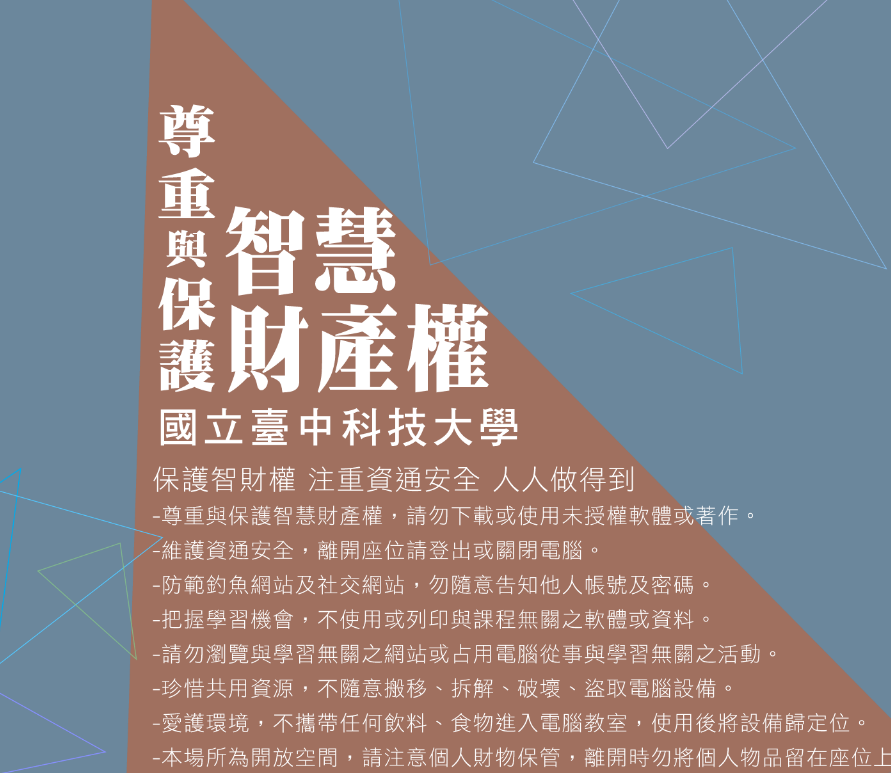 尊重與保護
智慧
財產權
國立臺中科技大學
保護智財權 注重資通安全 人人做得到
-尊重與保護智慧財產權，請勿下載或使用未授權軟體或著作。
-維護資通安全，離開座位請登出或關閉電腦。
-防範釣魚網站及社交網站，勿隨意告知他人帳號及密碼。
-把握學習機會，不使用或列印與課程無關之軟體或資料。
-請勿瀏覽與學習無關之網站或占用電腦從事與學習無關之活動。
-珍惜共用資源，不隨意搬移、拆解、破壞、盜取電腦設備。
-愛護環境，不攜帶任何飲料、食物進入電腦教室，使用後將設備歸定位。
-本場所為開放空間，請注意個人財物保管，離開時勿將個人物品留在座位上